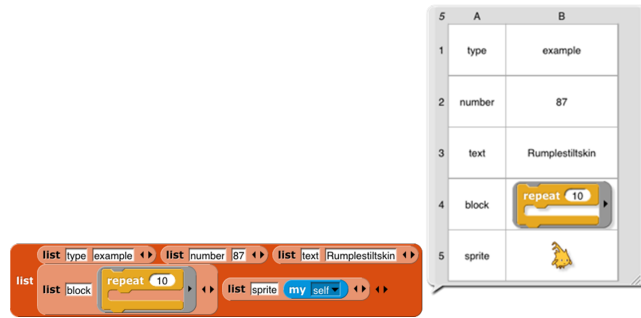 5 A B
1 type example
2 number 87
3 text Rumplestiltskin
4 block repeat 10
5 sprite
list type example list number 87 list text Rumplestiltskin
list
list block repeat 10 list sprite my self